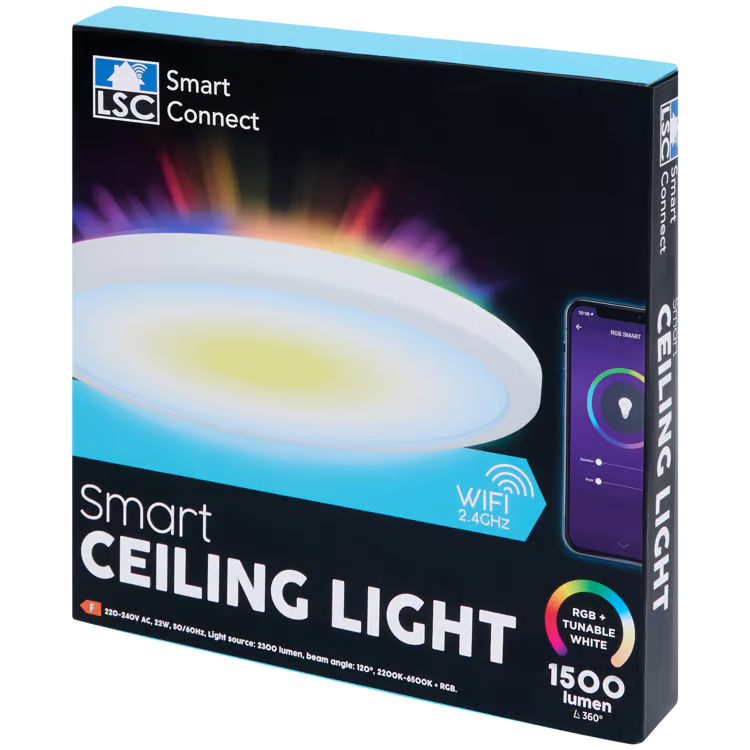 LSC
Smart
Connect
10:18
RGB SMART
WIFI
2.4GHz
Smart
CEILING LIGHT
F
220-240V AC, 22W, 50/60Hz, Light source: 2300 lumen, beam angle: 120°, 2200K-6500K + RGB.
RGB +
TUNABLE
WHITE
1500
lumen
360°
LSC
Smart
Connect
Smart
CEILING LIGHT